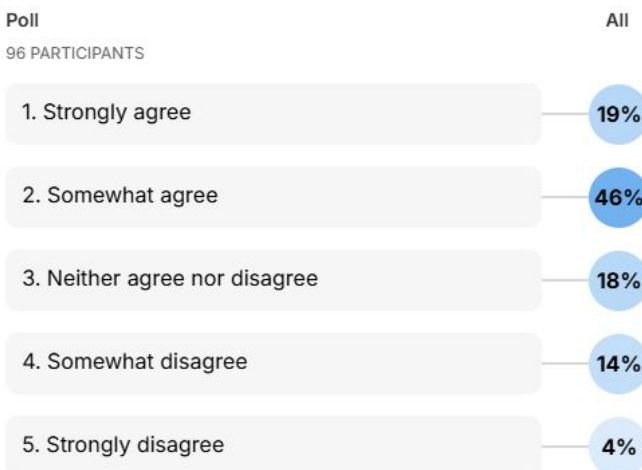 Poll All
96 PARTICIPANTS
1. Strongly agree 19%
2. Somewhat agree 46%
3. Neither agree nor disagree 18%
4. Somewhat disagree 14%
5. Strongly disagree 4%